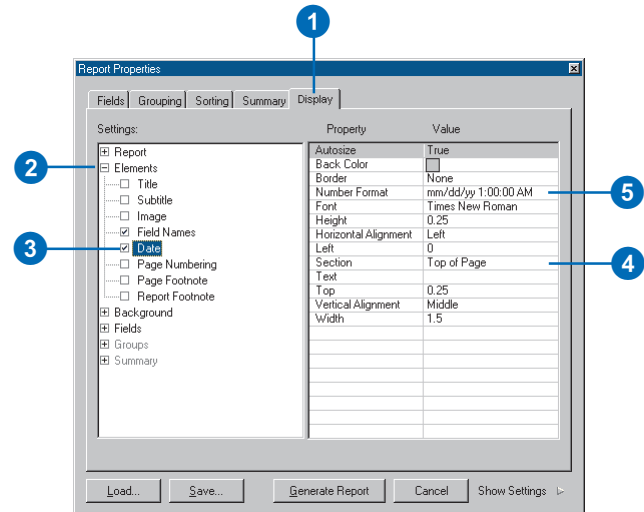 1
Report Properties
Fields Grouping Sorting Summary Display
Settings:
Property Value
2
3
5
4
Report
Elements
Title
Subtitle
Image
Field Names
Date
Page Numbering
Page Footnote
Report Footnote
Background
Fields
Groups
Summary
Autosize True
Back Color
Border None
Number Format mm/dd/yy 1:00:00 AM
Font Times New Roman
Height 0.25
Horizontal Alignment Left
Left 0
Section Top of Page
Text
Top 0.25
Vertical Alignment Middle
Width 1.5
Load... Save... Generate Report Cancel Show Settings